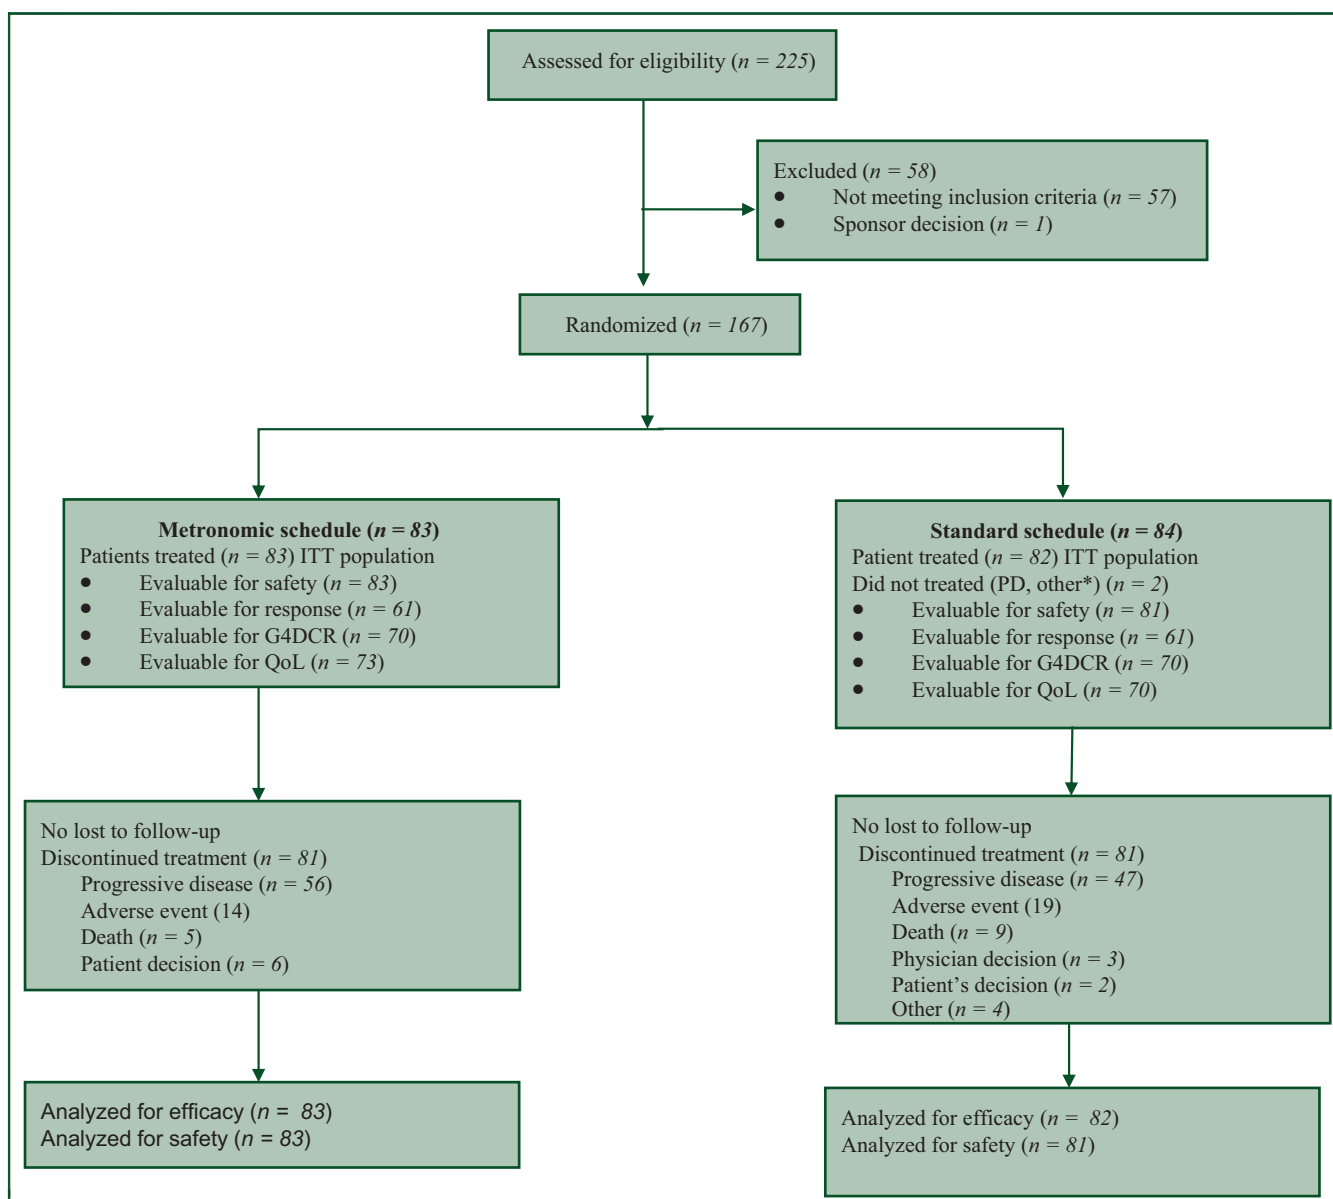 Assessed for eligibility (n = 225)
Excluded (n = 58)
● Not meeting inclusion criteria (n = 57)
● Sponsor decision (n = 1)
Randomized (n = 167)
Metronomic schedule (n = 83)
Patients treated (n = 83) ITT population
● Evaluable for safety (n = 83)
● Evaluable for response (n = 61)
● Evaluable for G4DCR (n = 70)
● Evaluable for QoL (n = 73)
Standard schedule (n = 84)
Patient treated (n = 82) ITT population
Did not treated (PD, other*) (n = 2)
● Evaluable for safety (n = 81)
● Evaluable for response (n = 61)
● Evaluable for G4DCR (n = 70)
● Evaluable for QoL (n = 70)
No lost to follow-up
Discontinued treatment (n = 81)
Progressive disease (n = 56)
Adverse event (14)
Death (n = 5)
Patient decision (n = 6)
No lost to follow-up
Discontinued treatment (n = 81)
Progressive disease (n = 47)
Adverse event (19)
Death (n = 9)
Physician decision (n = 3)
Patient’s decision (n = 2)
Other (n = 4)
Analyzed for efficacy (n = 83)
Analyzed for safety (n = 83)
Analyzed for efficacy (n = 82)
Analyzed for safety (n = 81)